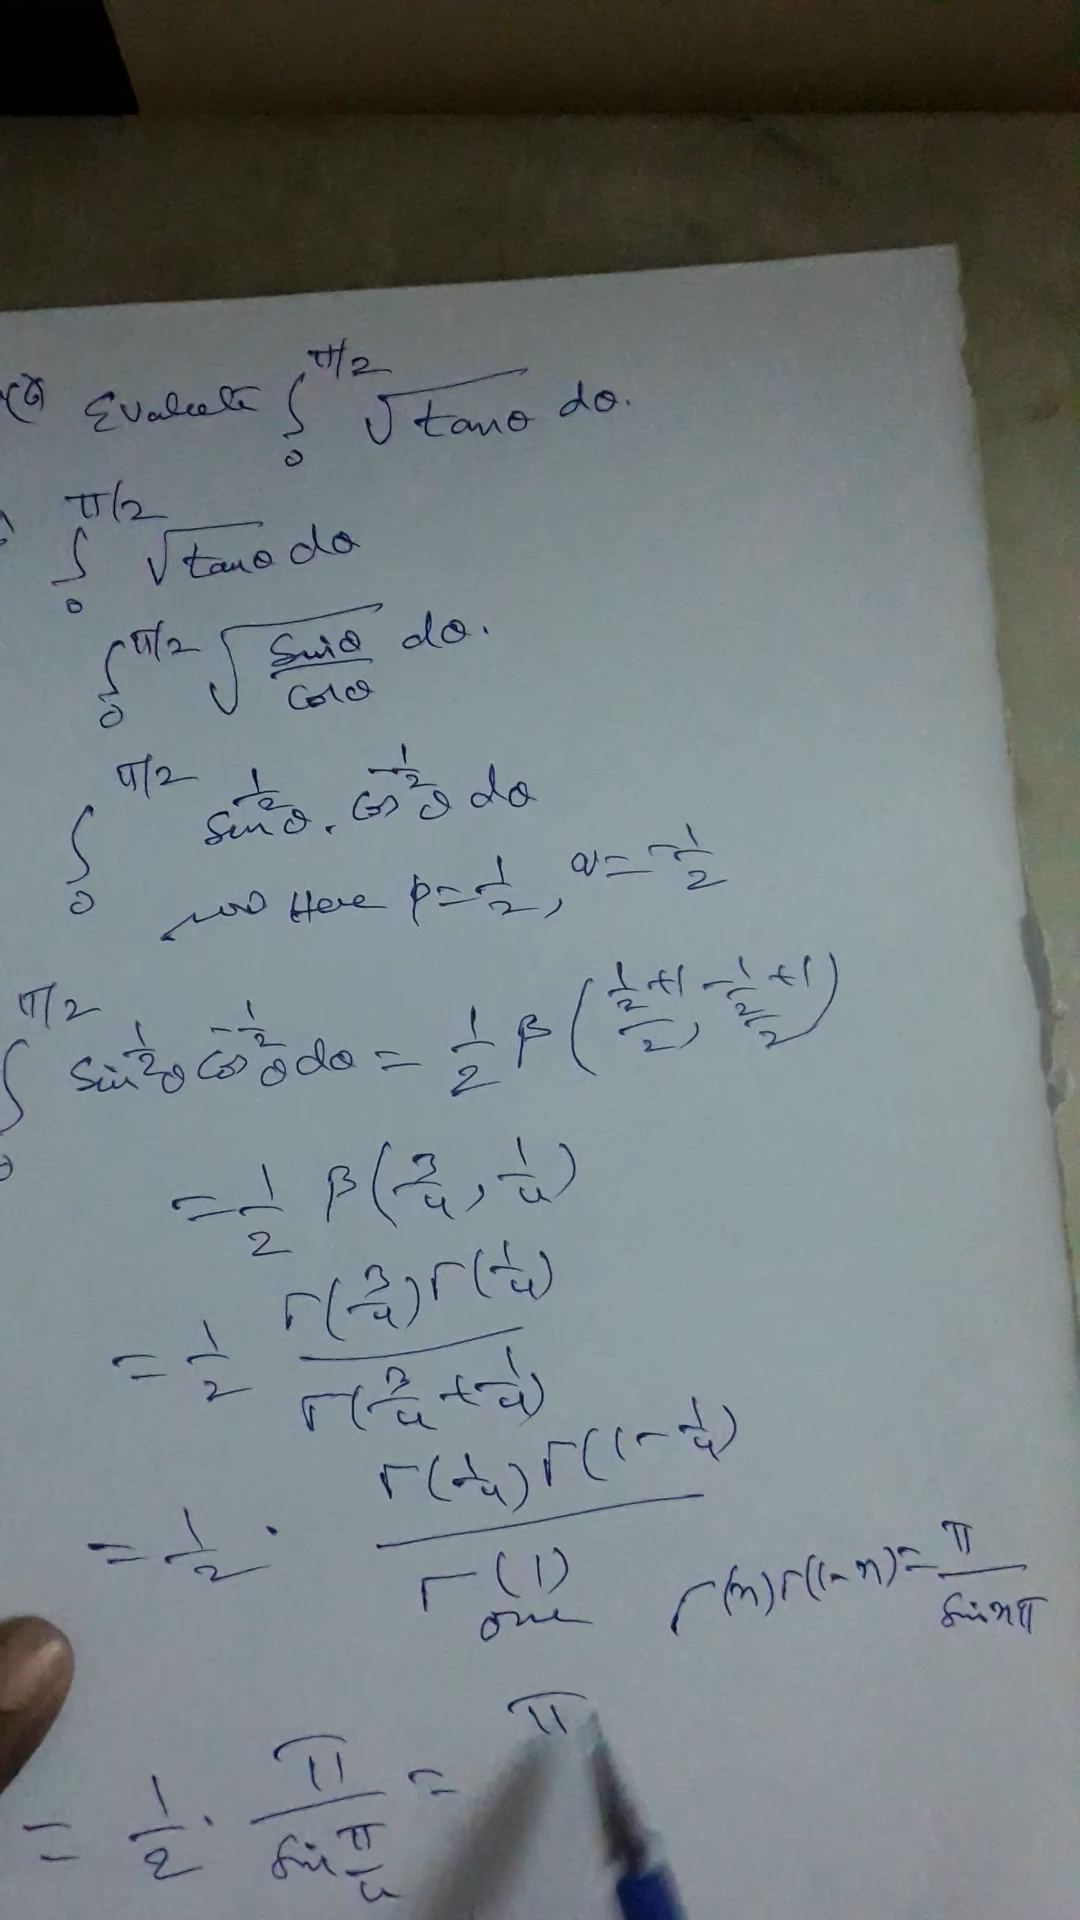 Evaluate ∫₀^π/2 √tanθ dθ.
∫₀^π/2 √tanθ dθ
∫₀^π/2 √(sinθ/cosθ) dθ.
∫₀^π/2 sin^1/2 θ . cos^-1/2 θ dθ
Here p = 1/2, q = -1/2
∫₀^π/2 sin^1/2 θ cos^-1/2 θ dθ = 1/2 β((1/2+1)/2, (-1/2+1)/2)
= 1/2 β(3/4, 1/4)
= 1/2 Γ(3/4)Γ(1/4) / Γ(3/4+1/4)
= 1/2 . Γ(1/4)Γ(1-1/4) / Γ(1)
one
Γ(n)Γ(1-n) = π / sin nπ
= 1/2 . π / sin π/4 = π